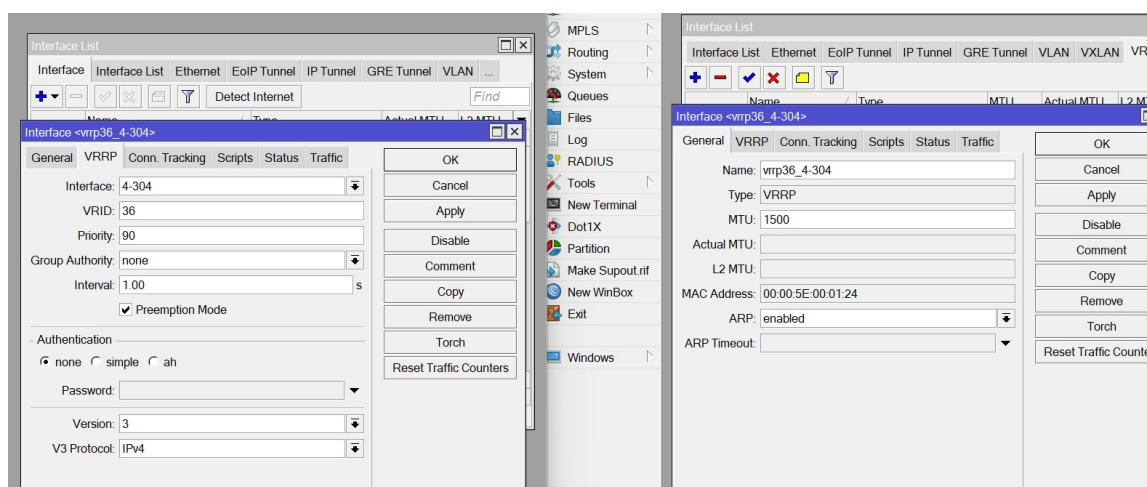 Interface List
Interface Interface List Ethernet EoIP Tunnel IP Tunnel GRE Tunnel VLAN ...
Detect Internet Find
Interface <vrrp36_4-304>
General VRRP Conn. Tracking Scripts Status Traffic
Interface: 4-304
VRID: 36
Priority: 90
Group Authority: none
Interval: 1.00 s
Preemption Mode
Authentication
none simple ah
Password:
Version: 3
V3 Protocol: IPv4
OK
Cancel
Apply
Disable
Comment
Copy
Remove
Torch
Reset Traffic Counters
MPLS
Routing
System
Queues
Files
Log
RADIUS
Tools
New Terminal
Dot1X
Partition
Make Supout.rif
New WinBox
Exit
Windows
Interface List
Interface List Ethernet EoIP Tunnel IP Tunnel GRE Tunnel VLAN VXLAN VR
Name Type MTU Actual MTU
Interface <vrrp36_4-304>
General VRRP Conn. Tracking Scripts Status Traffic
Name: vrrp36_4-304
Type: VRRP
MTU: 1500
Actual MTU:
L2 MTU:
MAC Address: 00:00:5E:00:01:24
ARP: enabled
ARP Timeout:
OK
Cancel
Apply
Disable
Comment
Copy
Remove
Torch
Reset Traffic Counte